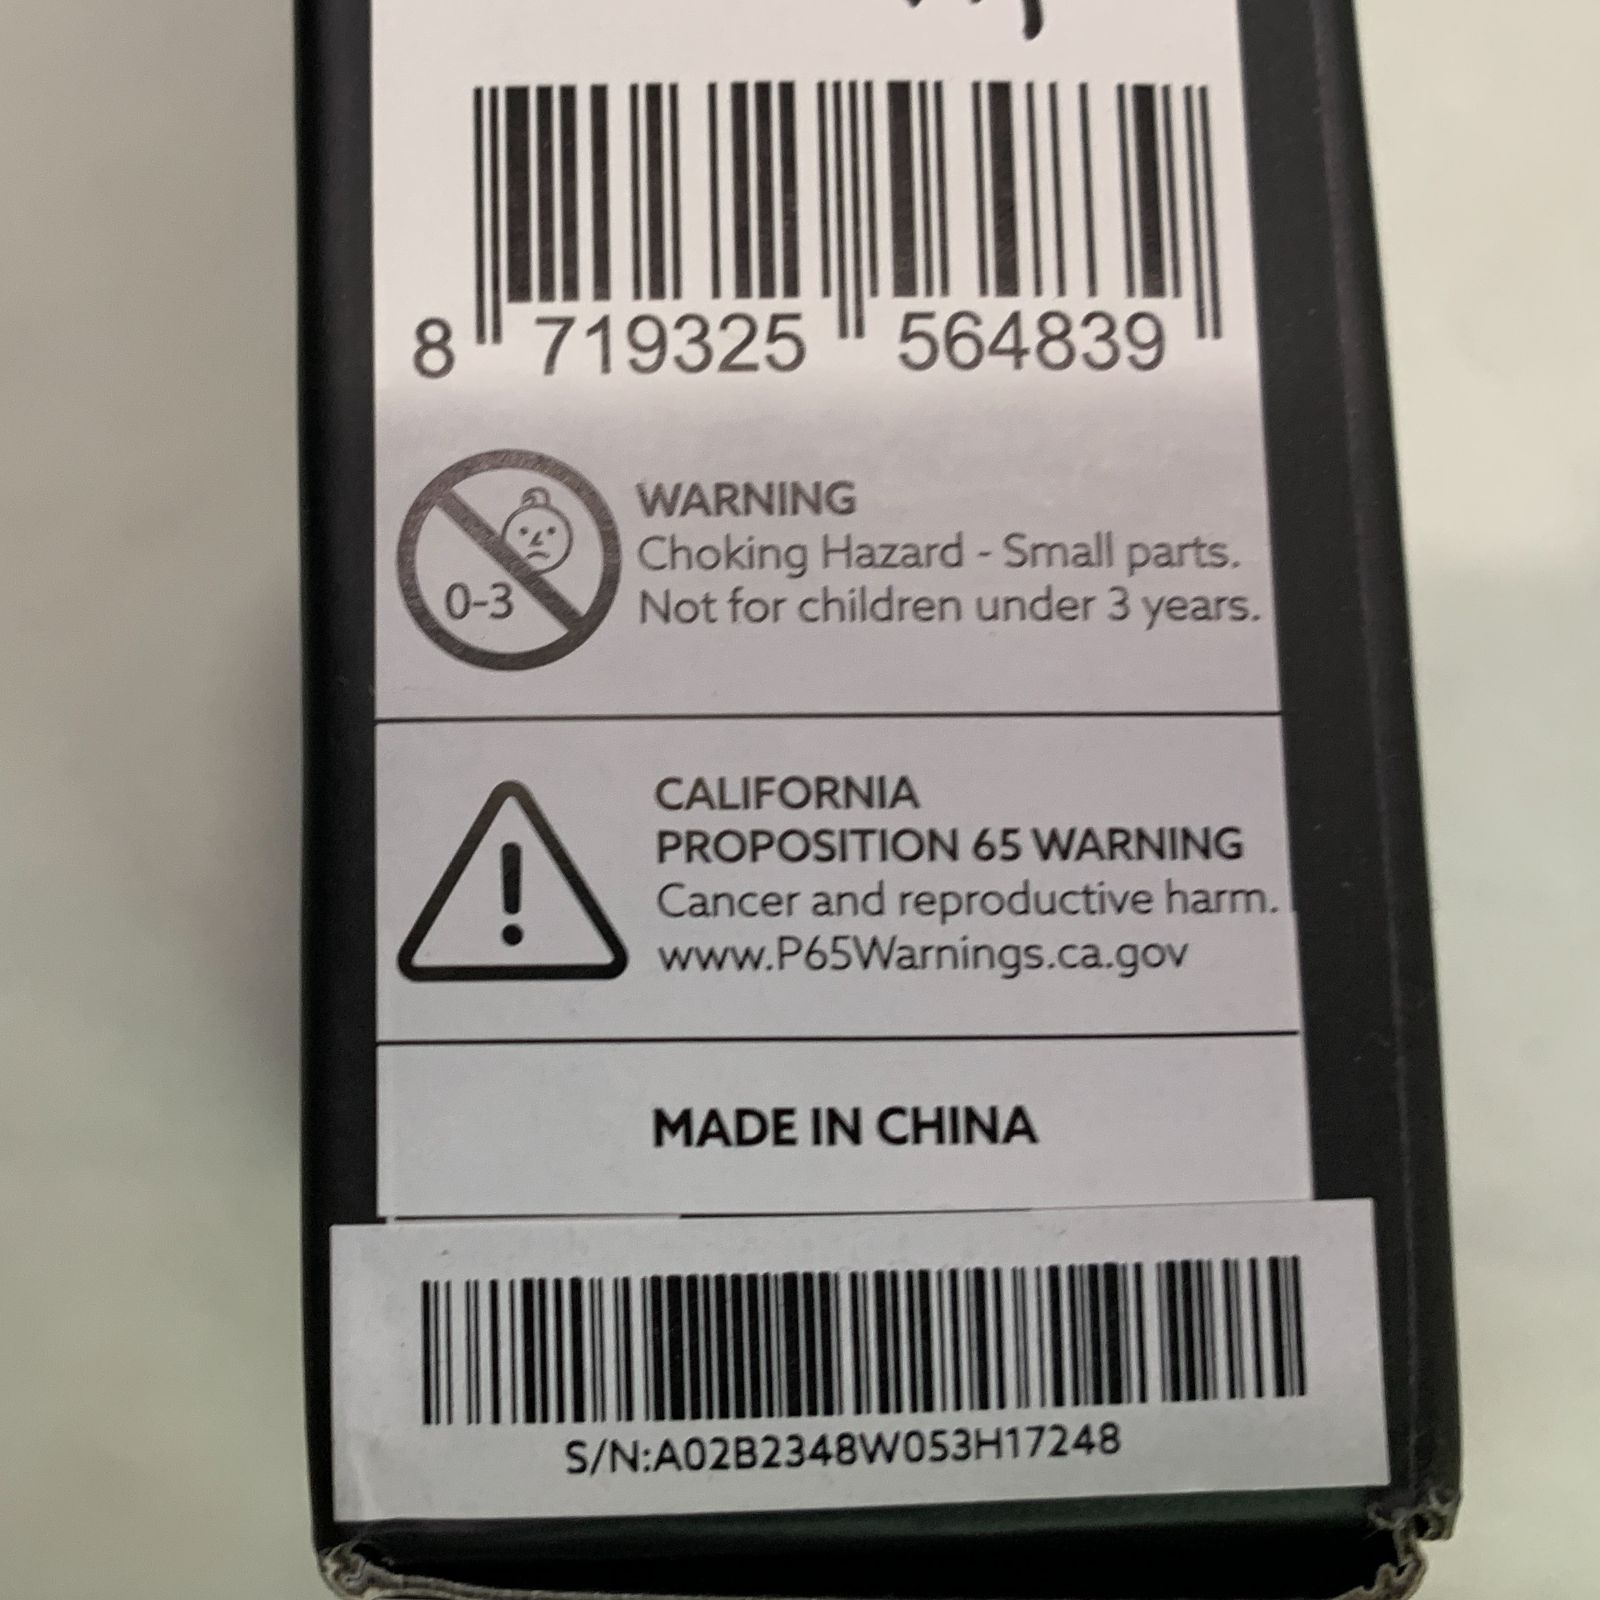 8 719325 564839
0-3
WARNING
Choking Hazard - Small parts.
Not for children under 3 years.
CALIFORNIA
PROPOSITION 65 WARNING
Cancer and reproductive harm.
www.P65Warnings.ca.gov
MADE IN CHINA
S/N:A02B2348W053H17248